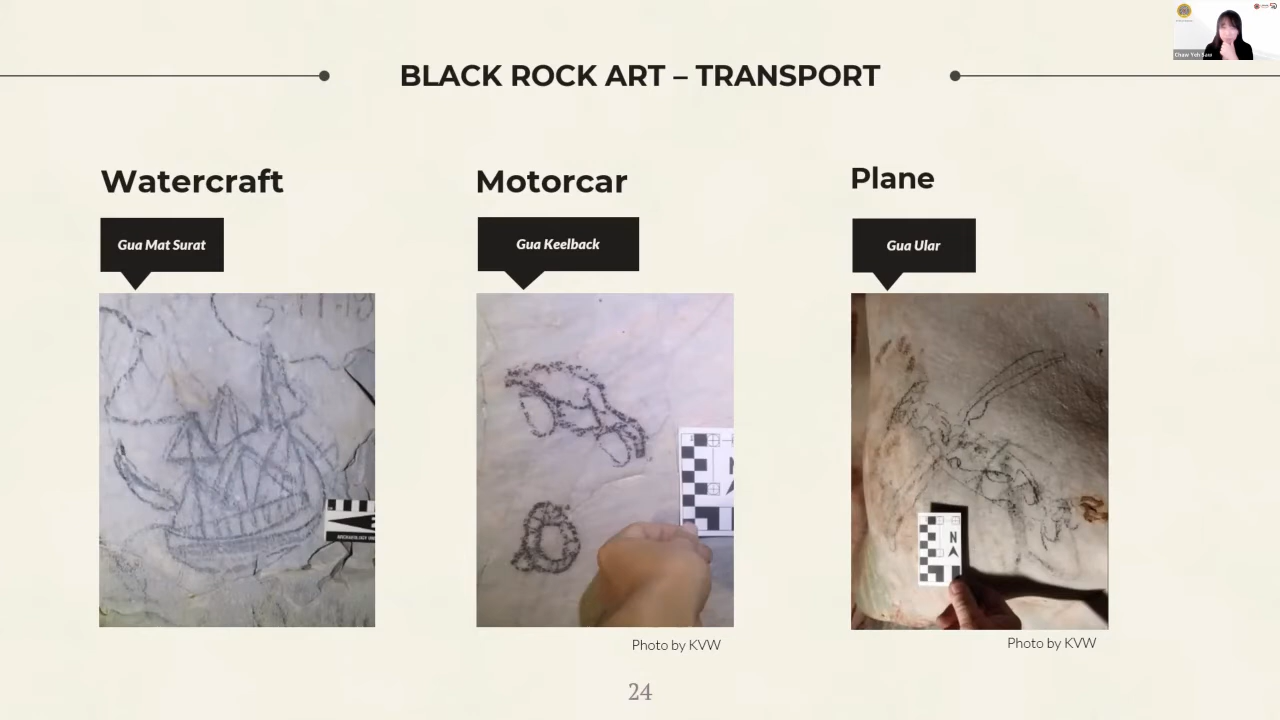 BLACK ROCK ART – TRANSPORT
Watercraft
Motorcar
Plane
Gua Mat Surat
Gua Keelback
Gua Ular
N
Photo by KVW
Photo by KVW
24